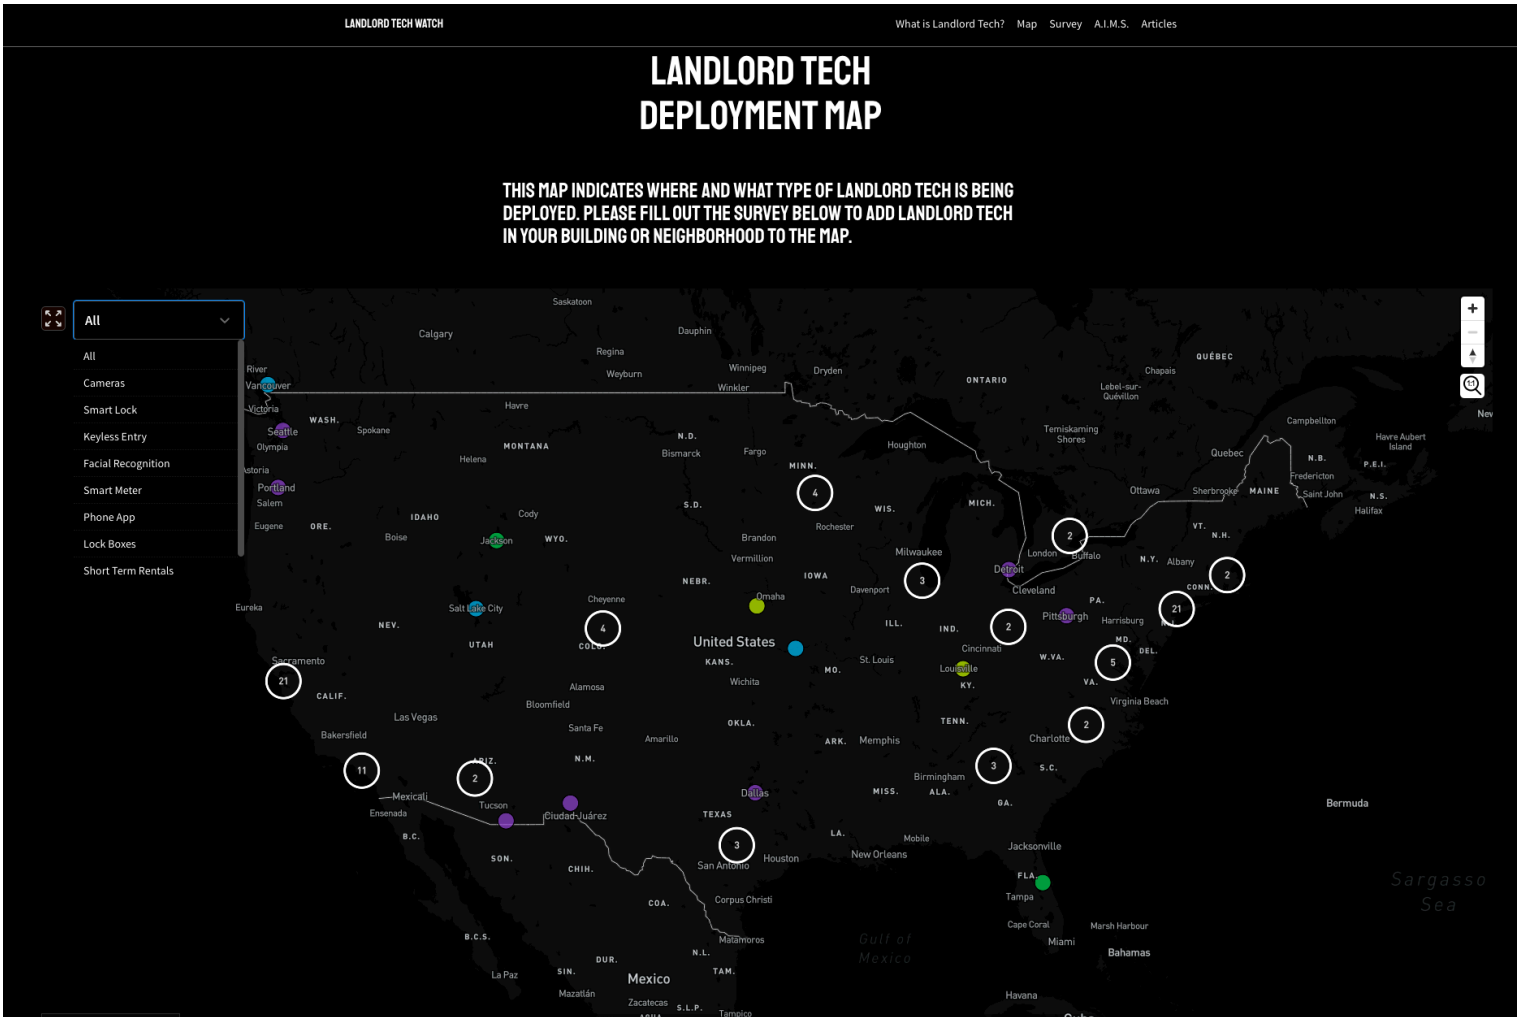 LANDLORD TECH WATCH
What is Landlord Tech? Map Survey A.I.M.S. Articles
LANDLORD TECH
DEPLOYMENT MAP
THIS MAP INDICATES WHERE AND WHAT TYPE OF LANDLORD TECH IS BEING
DEPLOYED. PLEASE FILL OUT THE SURVEY BELOW TO ADD LANDLORD TECH
IN YOUR BUILDING OR NEIGHBORHOOD TO THE MAP.
All
All
Cameras
Smart Lock
Keyless Entry
Facial Recognition
Smart Meter
Phone App
Lock Boxes
Short Term Rentals
Saskatoon
Calgary
Dauphin
Regina
Weyburn
Winnipeg
Winkler
Dryden
ONTARIO
QUÉBEC
Chapais
Lebel-sur-
Quévillon
River
Vancouver
Victoria
WASH.
Spokane
Seattle
Olympia
Astoria
Portland
Salem
Eugene
ORE.
Havre
MONTANA
Helena
N.D.
Bismarck
Fargo
MINN.
4
Houghton
Temiskaming
Shores
Campbellton
Havre Aubert
Island
Quebec
N.B.
P.E.I.
Fredericton
Ottawa
Sherbrooke
MAINE
Saint John
N.S.
Halifax
IDAHO
Boise
Cody
Jackson
WYO.
S.D.
Rochester
WIS.
MICH.
Brandon
Vermillion
Milwaukee
3
2
London
Buffalo
Detroit
Cleveland
VT.
N.H.
N.Y.
Albany
2
CONN.
Eureka
NEBR.
IOWA
Davenport
Omaha
Salt Lake City
NEV.
UTAH
Cheyenne
4
COLO.
United States
KANS.
Wichita
MO.
St. Louis
ILL.
IND.
2
Cincinnati
Pittsburgh
PA.
Harrisburg
21
N.J.
MD.
DEL.
5
W.VA.
VA.
Louisville
KY.
Virginia Beach
Sacramento
21
CALIF.
Las Vegas
Bakersfield
Alamosa
Bloomfield
Santa Fe
Amarillo
OKLA.
TENN.
2
Charlotte
ARK.
Memphis
Birmingham
3
S.C.
11
ARIZ.
2
N.M.
Mexicali
Ensenada
Tucson
Ciudad Juárez
Dallas
TEXAS
3
MISS.
ALA.
GA.
Bermuda
B.C.
SON.
CHIH.
San Antonio
Houston
LA.
New Orleans
Mobile
Jacksonville
FLA.
Tampa
Sargasso
Sea
COA.
Corpus Christi
Cape Coral
Marsh Harbour
Miami
Bahamas
B.C.S.
Matamoros
Gulf of
Mexico
N.L.
DUR.
SIN.
TAM.
La Paz
Mexico
Mazatlán
Zacatecas
S.L.P.
Tampico
Havana